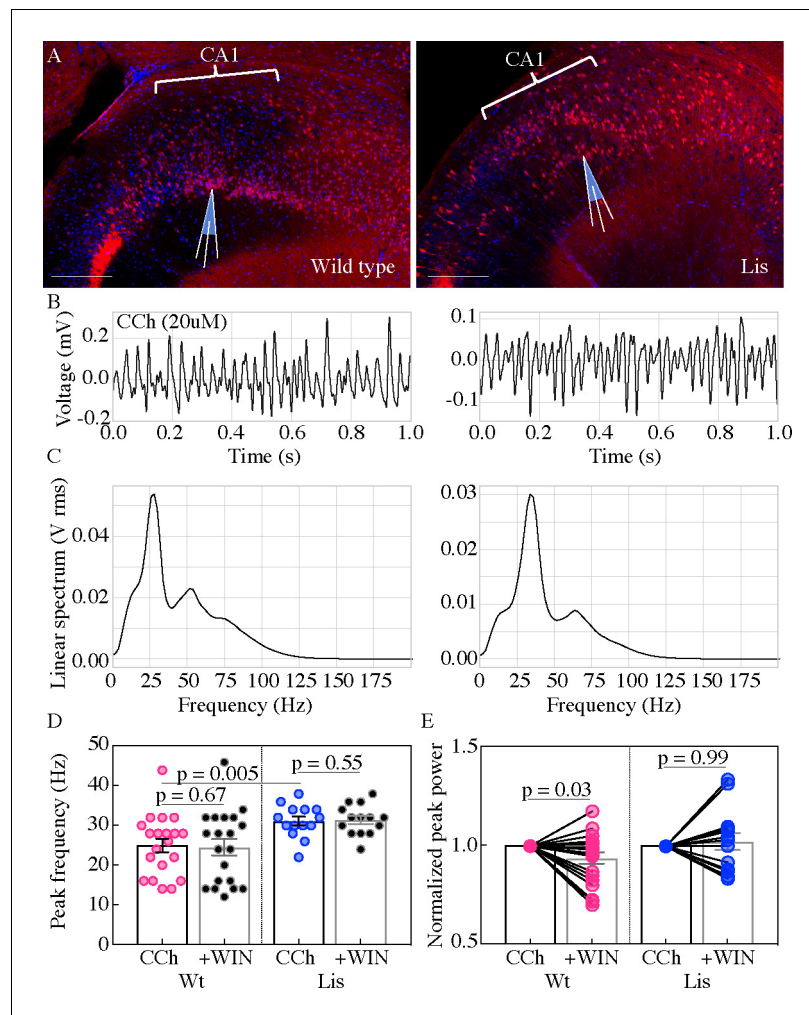 A
CA1
CA1
Wild type
Lis
B
CCh (20uM)
Voltage (mV)
0.2
0.0
-0.2
0.0 0.2 0.4 0.6 0.8 1.0
Time (s)
0.1
0.0
-0.1
0.0 0.2 0.4 0.6 0.8 1.0
Time (s)
C
Linear spectrum (V rms)
0.04
0.02
0.00
0 25 50 75 100 125 150 175
Frequency (Hz)
0.03
0.02
0.01
0.00
0 25 50 75 100 125 150 175
Frequency (Hz)
D
Peak frequency (Hz)
50
40
30
20
10
0
p = 0.005
p = 0.67
p = 0.55
CCh +WIN CCh +WIN
Wt Lis
E
Normalized peak power
1.5
1.0
0.5
p = 0.03
p = 0.99
CCh +WIN CCh +WIN
Wt Lis